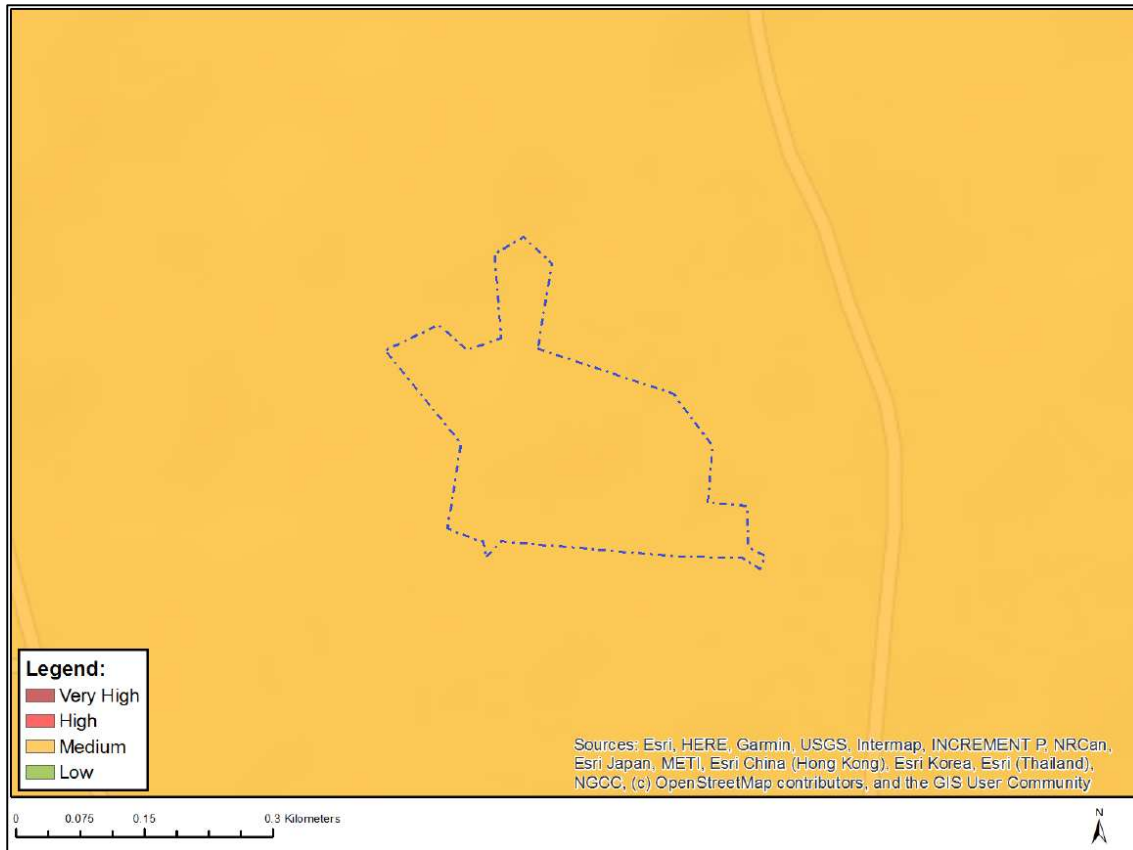 Legend:
Very High
High
Medium
Low
Sources: Esri, HERE, Garmin, USGS, Intermap, INCREMENT P, NRCan,
Esri Japan, METI, Esri China (Hong Kong), Esri Korea, Esri (Thailand),
NGCC, (c) OpenStreetMap contributors, and the GIS User Community
0 0.075 0.15 0.3 Kilometers
N